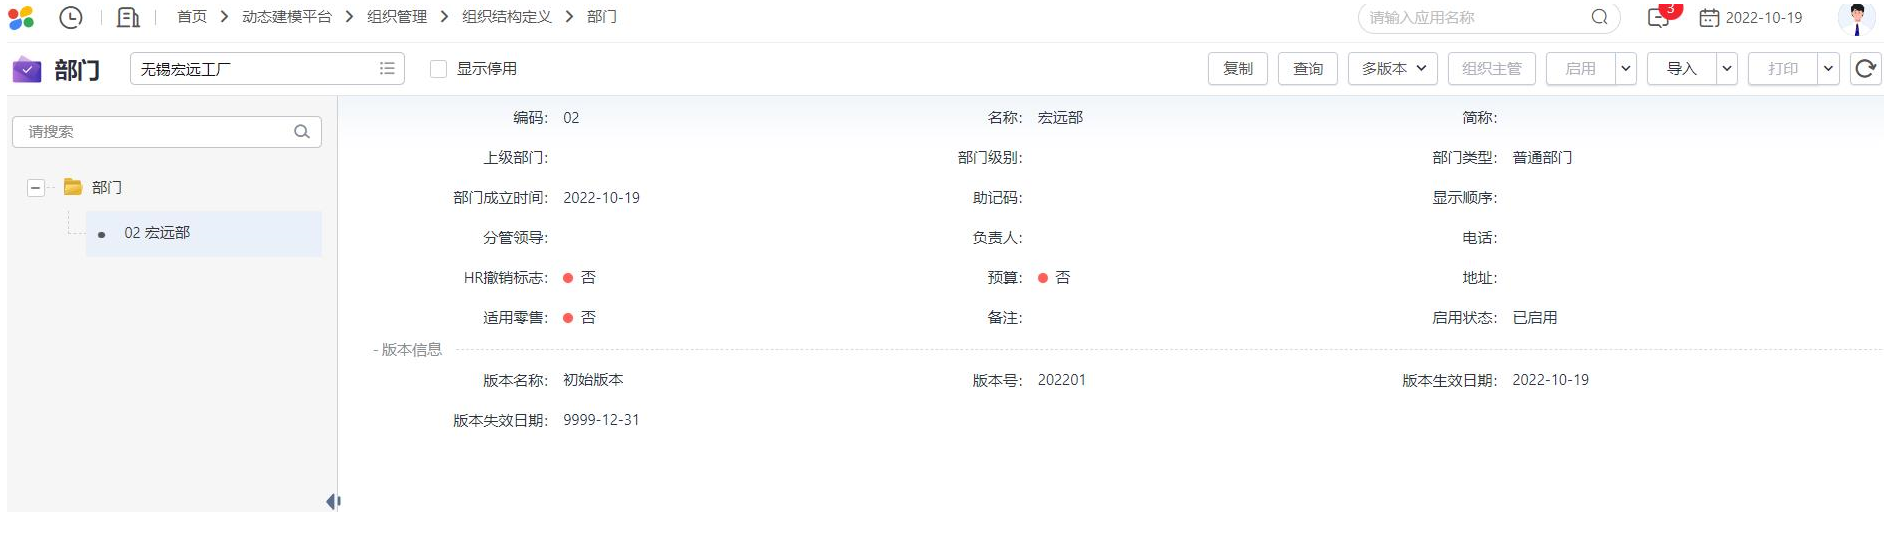 首页 > 动态建模平台 > 组织管理 > 组织结构定义 > 部门 请输入应用名称 3 2022-10-19
部门 无锡宏远工厂 显示停用 复制 查询 多版本 组织主管 启用 导入 打印
请搜索
部门
02 宏远部
编码: 02 名称: 宏远部 简称:
上级部门: 部门级别: 部门类型: 普通部门
部门成立时间: 2022-10-19 助记码: 显示顺序:
分管领导: 负责人: 电话:
HR撤销标志: 否 预算: 否 地址:
适用零售: 否 备注: 启用状态: 已启用
- 版本信息
版本名称: 初始版本 版本号: 202201 版本生效日期: 2022-10-19
版本失效日期: 9999-12-31